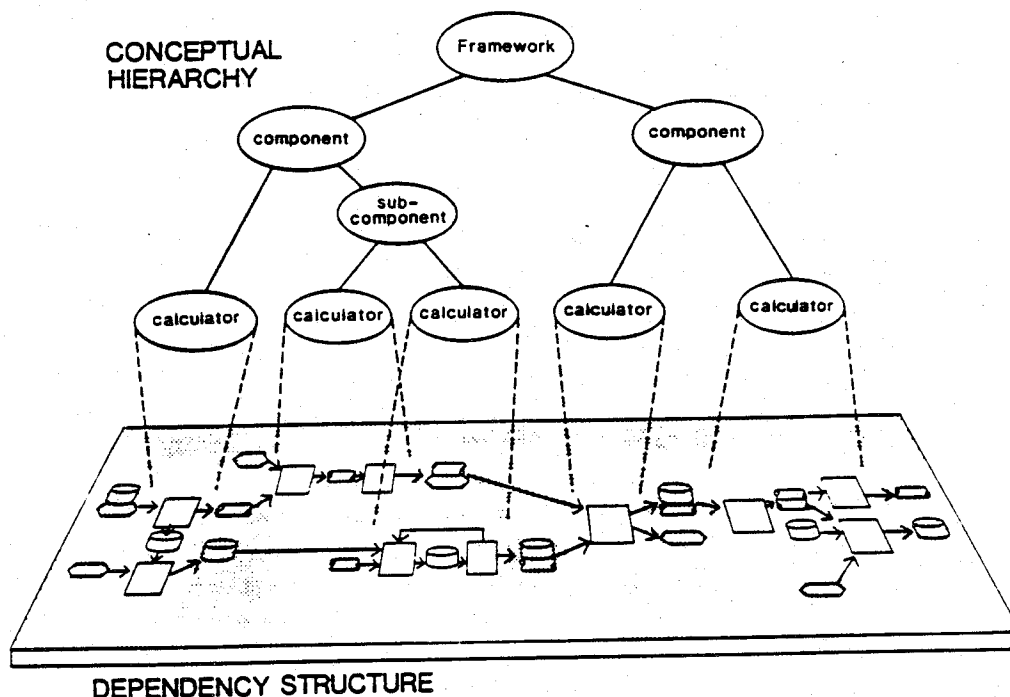 CONCEPTUAL
HIERARCHY
Framework
component
component
sub-
component
calculator
calculator
calculator
calculator
calculator
DEPENDENCY STRUCTURE